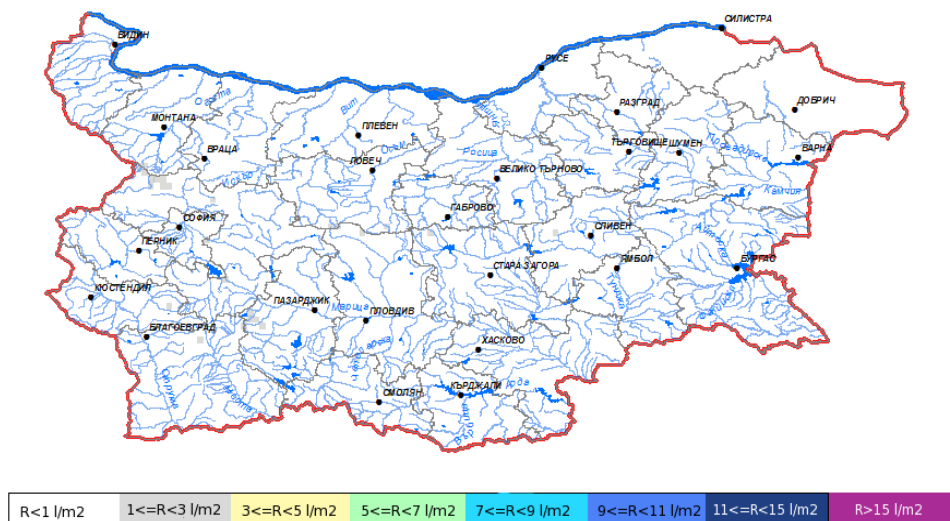 СИЛИСТРА
ВИДИН
РУСЕ
ДОБРИЧ
РАЗГРАД
Вит
МОНТАНА
ПЛЕВЕН
ТЪРГОВИЩЕ
ШУМЕН
ВАРНА
ВРАЦА
ЛОВЕЧ
Росица
ВЕЛИКО ТЪРНОВО
Камчия
ГАБРОВО
СОФИЯ
СЛИВЕН
ПЕРНИК
СТАРА ЗАГОРА
ЯМБОЛ
БУРГАС
КЮСТЕНДИЛ
ПАЗАРДЖИК
Марица
ПЛОВДИВ
БЛАГОЕВГРАД
ХАСКОВО
КЪРДЖАЛИ
СМОЛЯН
R<1 l/m2
1<=R<3 l/m2
3<=R<5 l/m2
5<=R<7 l/m2
7<=R<9 l/m2
9<=R<11 l/m2
11<=R<15 l/m2
R>15 l/m2